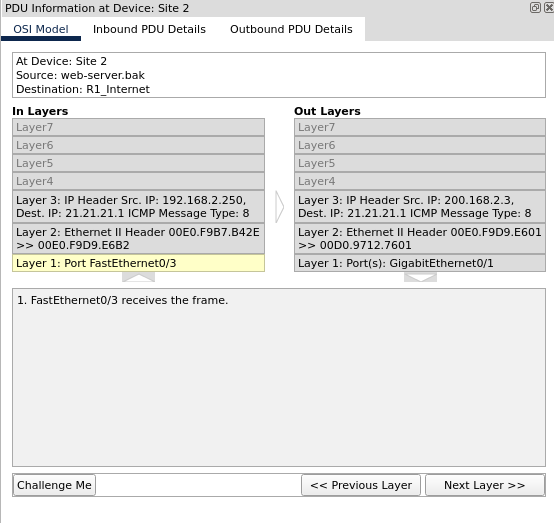 PDU Information at Device: Site 2
OSI Model
Inbound PDU Details
Outbound PDU Details
At Device: Site 2
Source: web-server.bak
Destination: R1_Internet
In Layers
Layer7
Layer6
Layer5
Layer4
Layer 3: IP Header Src. IP: 192.168.2.250,
Dest. IP: 21.21.21.1 ICMP Message Type: 8
Layer 2: Ethernet II Header 00E0.F9B7.B42E
>> 00E0.F9D9.E6B2
Layer 1: Port FastEthernet0/3
Out Layers
Layer7
Layer6
Layer5
Layer4
Layer 3: IP Header Src. IP: 200.168.2.3,
Dest. IP: 21.21.21.1 ICMP Message Type: 8
Layer 2: Ethernet II Header 00E0.F9D9.E601
>> 00D0.9712.7601
Layer 1: Port(s): GigabitEthernet0/1
1. FastEthernet0/3 receives the frame.
Challenge Me
<< Previous Layer
Next Layer >>